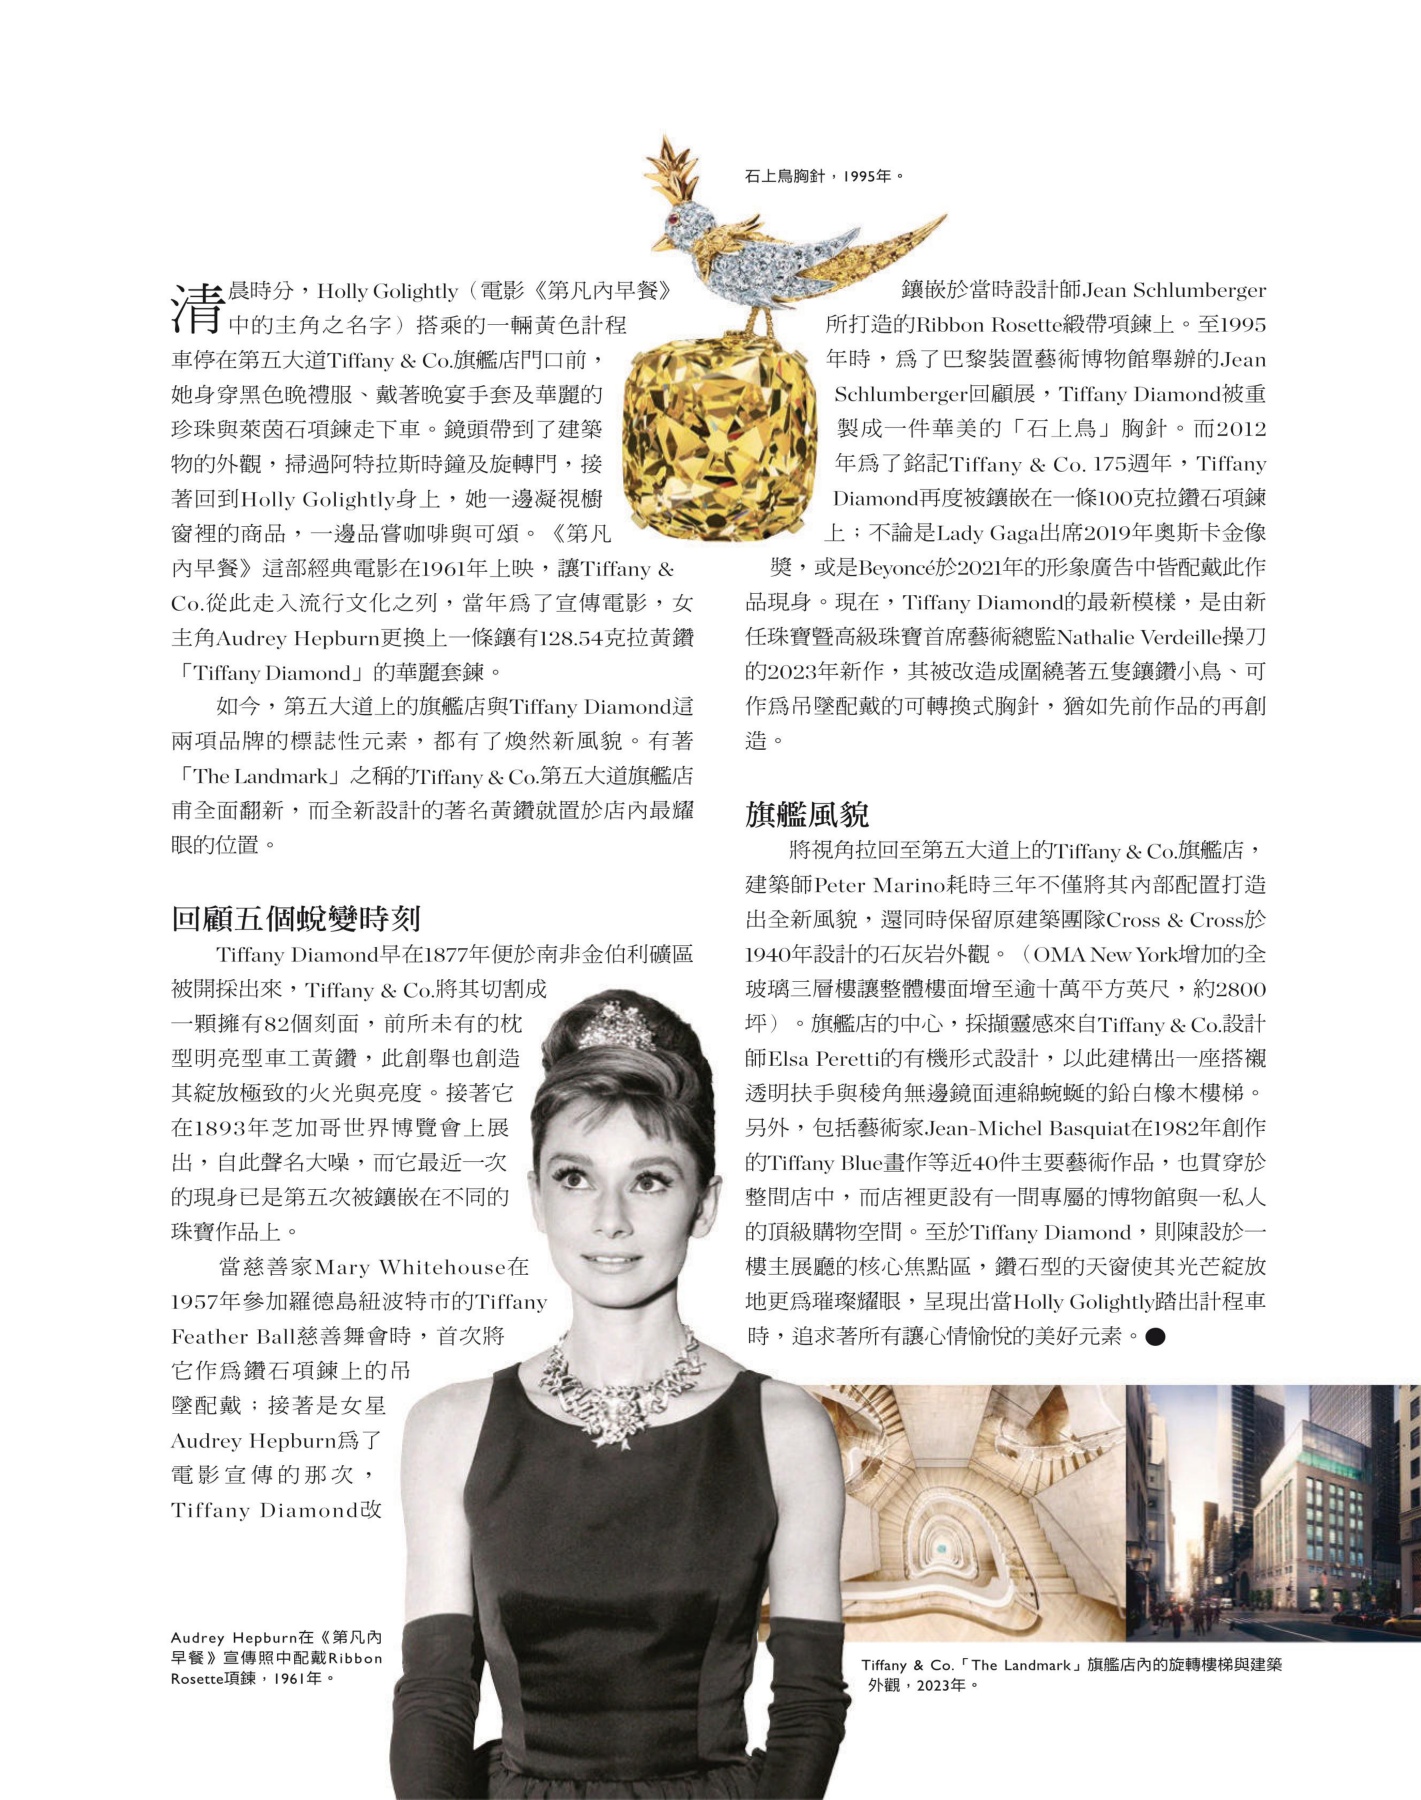 石上鳥胸針，1995年。
清晨時分，Holly Golightly（電影《第凡內早餐》
中的主角之名字）搭乘的一輛黃色計程
車停在第五大道Tiffany & Co.旗艦店門口前，
她身穿黑色晚禮服、戴著晚宴手套及華麗的
珍珠與萊茵石項鍊走下車。鏡頭帶到了建築
物的外觀，掃過阿特拉斯時鐘及旋轉門，接
著回到Holly Golightly身上，她一邊凝視櫥
窗裡的商品，一邊品嘗咖啡與可頌。《第凡
內早餐》這部經典電影在1961年上映，讓Tiffany &
Co.從此走入流行文化之列，當年為了宣傳電影，女
主角Audrey Hepburn更換上一條鑲有128.54克拉黃鑽
「Tiffany Diamond」的華麗套鍊。
如今，第五大道上的旗艦店與Tiffany Diamond這
兩項品牌的標誌性元素，都有了煥然新風貌。有著
「The Landmark」之稱的Tiffany & Co.第五大道旗艦店
甫全面翻新，而全新設計的著名黃鑽就置於店內最耀
眼的位置。
回顧五個蛻變時刻
Tiffany Diamond早在1877年便於南非金伯利礦區
被開採出來，Tiffany & Co.將其切割成
一顆擁有82個刻面，前所未有的枕
型明亮型車工黃鑽，此創舉也創造
其綻放極致的火光與亮度。接著它
在1893年芝加哥世界博覽會上展
出，自此聲名大噪，而它最近一次
的現身已是第五次被鑲嵌在不同的
珠寶作品上。
當慈善家Mary Whitehouse在
1957年參加羅德島紐波特市的Tiffany
Feather Ball慈善舞會時，首次將
它作為鑽石項鍊上的吊
墜配戴；接著是女星
Audrey Hepburn為了
電影宣傳的那次，
Tiffany Diamond改
鑲嵌於當時設計師Jean Schlumberger
所打造的Ribbon Rosette緞帶項鍊上。至1995
年時，為了巴黎裝置藝術博物館舉辦的Jean
Schlumberger回顧展，Tiffany Diamond被重
製成一件華美的「石上鳥」胸針。而2012
年為了銘記Tiffany & Co. 175週年，Tiffany
Diamond再度被鑲嵌在一條100克拉鑽石項鍊
上；不論是Lady Gaga出席2019年奧斯卡金像
獎，或是Beyoncé於2021年的形象廣告中皆配戴此作
品現身。現在，Tiffany Diamond的最新模樣，是由新
任珠寶暨高級珠寶首席藝術總監Nathalie Verdeille操刀
的2023年新作，其被改造成圍繞著五隻鑲鑽小鳥、可
作為吊墜配戴的可轉換式胸針，猶如先前作品的再創
造。
旗艦風貌
將視角拉回至第五大道上的Tiffany & Co.旗艦店，
建築師Peter Marino耗時三年不僅將其內部配置打造
出全新風貌，還同時保留原建築團隊Cross & Cross於
1940年設計的石灰岩外觀。（OMA New York增加的全
玻璃三層樓讓整體樓面增至逾十萬平方英尺，約2800
坪）。旗艦店的中心，採擷靈感來自Tiffany & Co.設計
師Elsa Peretti的有機形式設計，以此建構出一座搭襯
透明扶手與稜角無邊鏡面連綿蜿蜒的鉛白橡木樓梯。
另外，包括藝術家Jean-Michel Basquiat在1982年創作
的Tiffany Blue畫作等近40件主要藝術作品，也貫穿於
整間店中，而店裡更設有一間專屬的博物館與一私人
的頂級購物空間。至於Tiffany Diamond，則陳設於一
樓主展廳的核心焦點區，鑽石型的天窗使其光芒綻放
地更為璀璨耀眼，呈現出當Holly Golightly踏出計程車
時，追求著所有讓心情愉悅的美好元素。●
Audrey Hepburn在《第凡內
早餐》宣傳照中配戴Ribbon
Rosette項鍊，1961年。
Tiffany & Co.「The Landmark」旗艦店內的旋轉樓梯與建築
外觀，2023年。